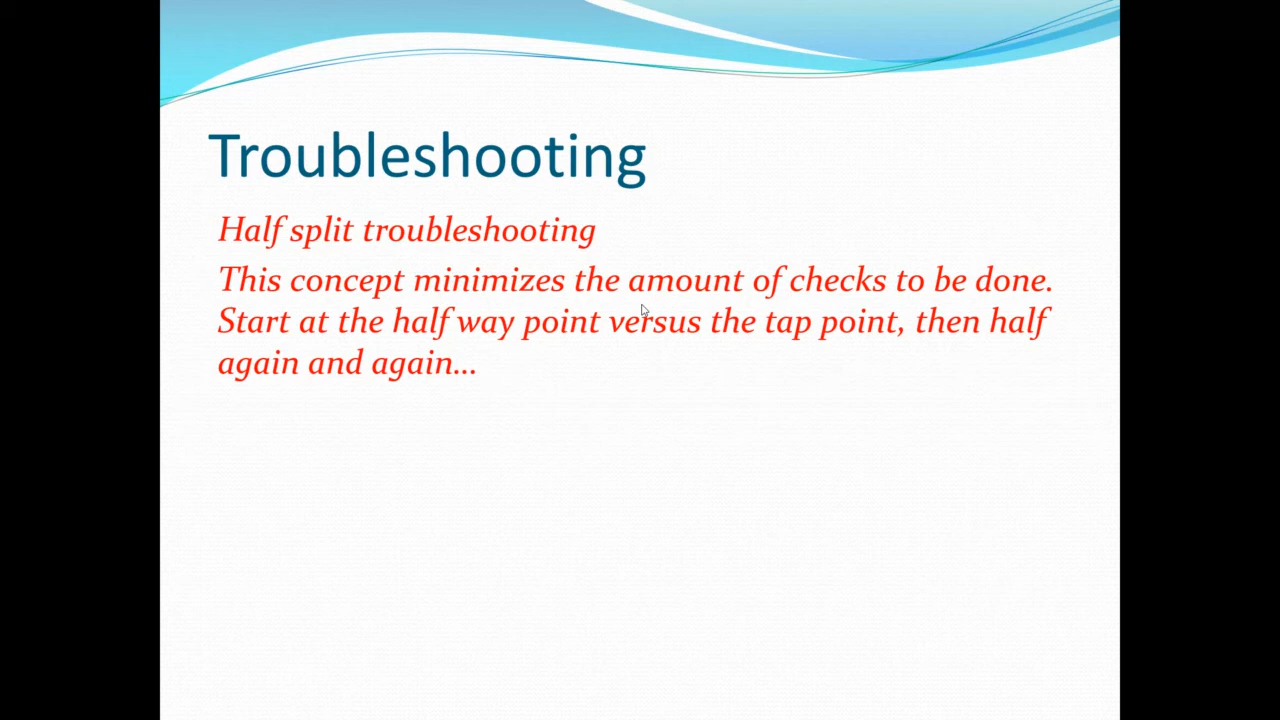 Troubleshooting
Half split troubleshooting
This concept minimizes the amount of checks to be done.
Start at the half way point versus the tap point, then half
again and again...